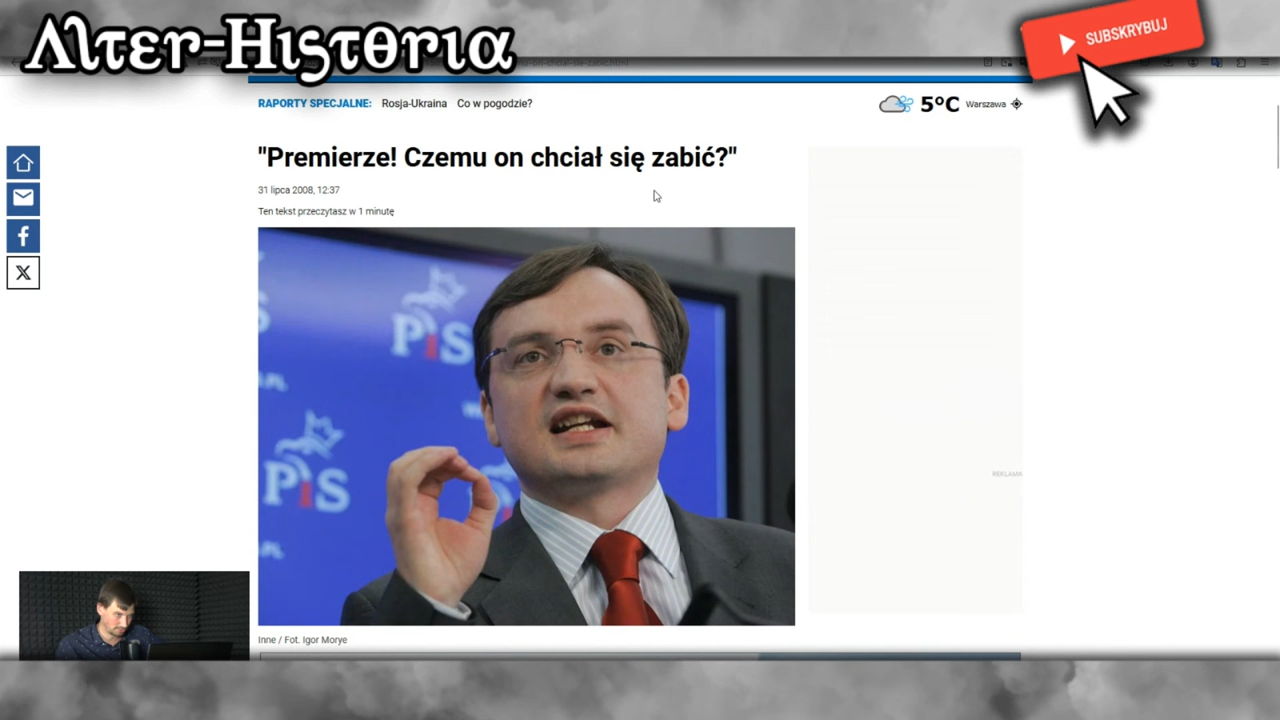 Alter-Historia
SUBSKRYBUJ
RAPORTY SPECJALNE: Rosja-Ukraina Co w pogodzie?
5°C Warszawa
"Premierze! Czemu on chciał się zabić?"
31 lipca 2008, 12:37
Ten tekst przeczytasz w 1 minutę
PiS
PiS
REKLAMA
Inne / Fot. Igor Morye